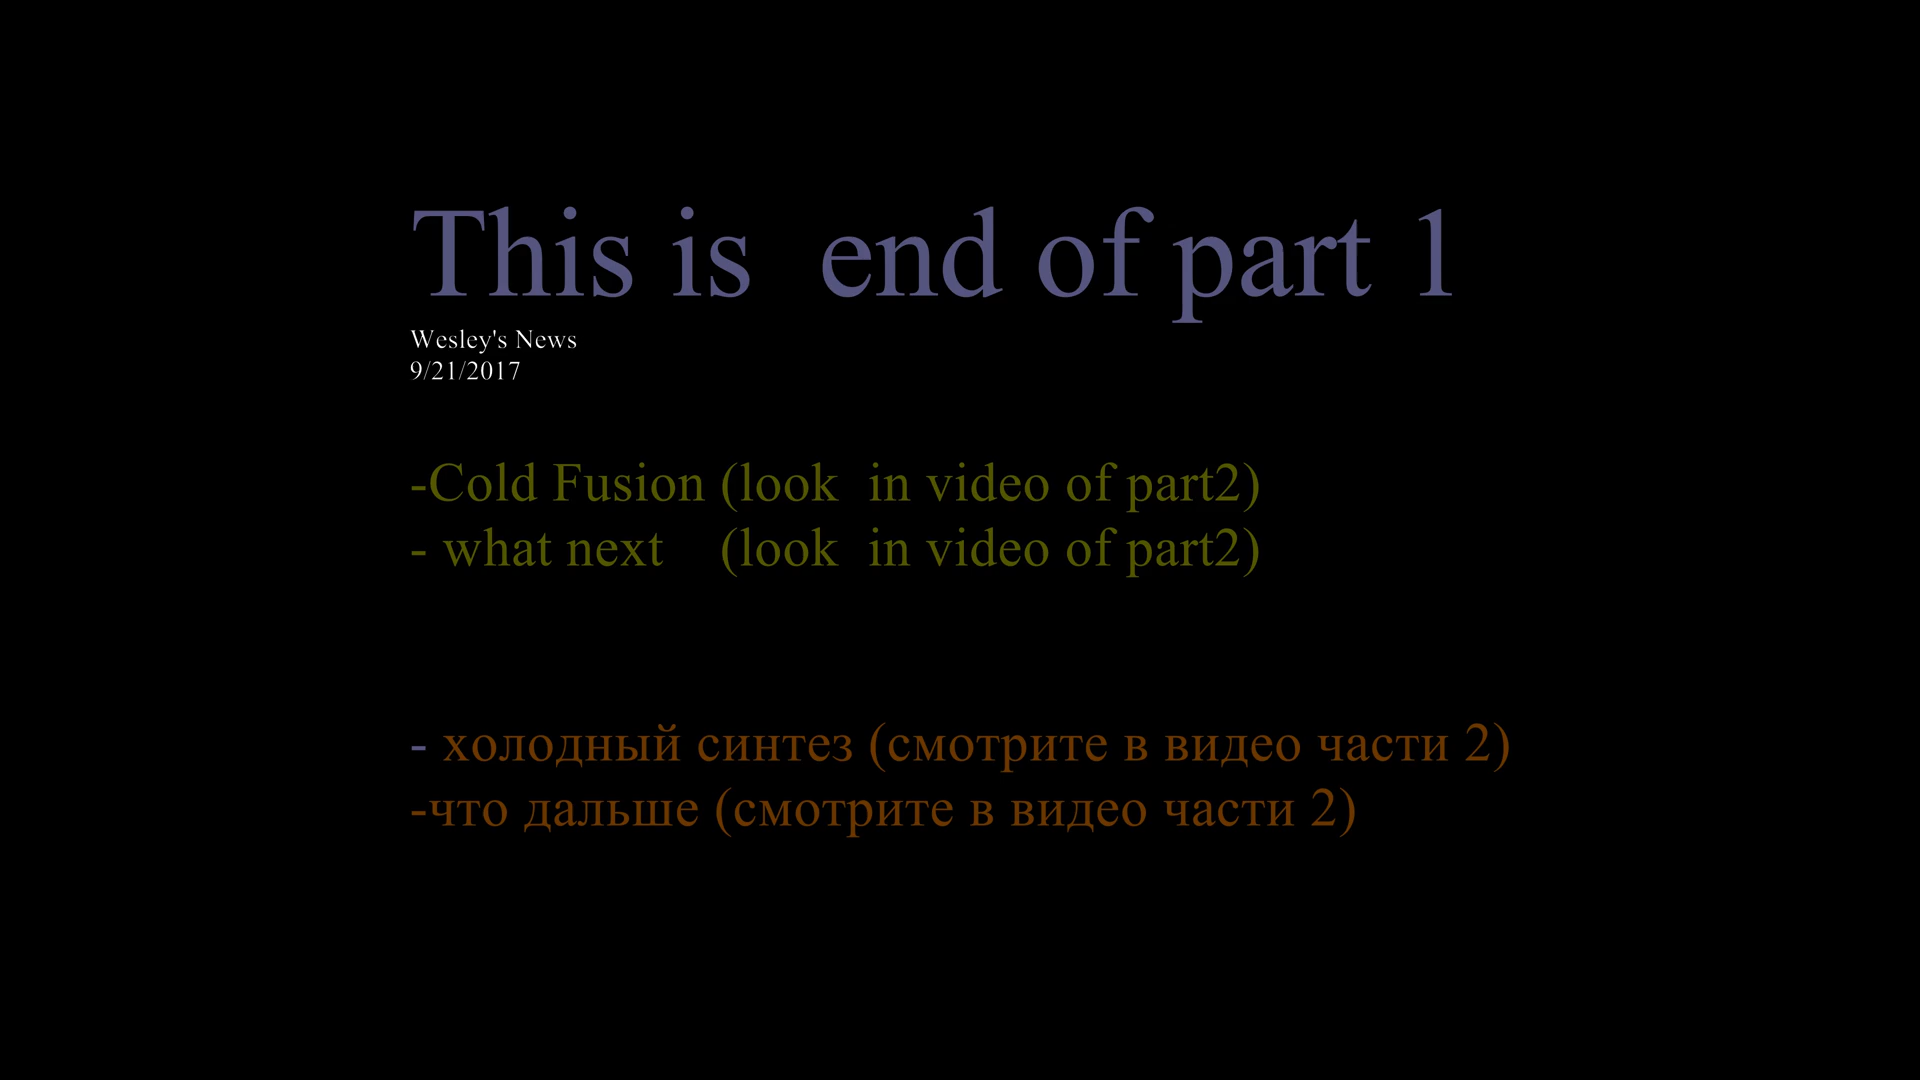 This is  end of part 1
Wesley's News
9/21/2017
-Cold Fusion (look  in video of part2)
- what next    (look  in video of part2)
- холодный синтез (смотрите в видео части 2)
-что дальше (смотрите в видео части 2)